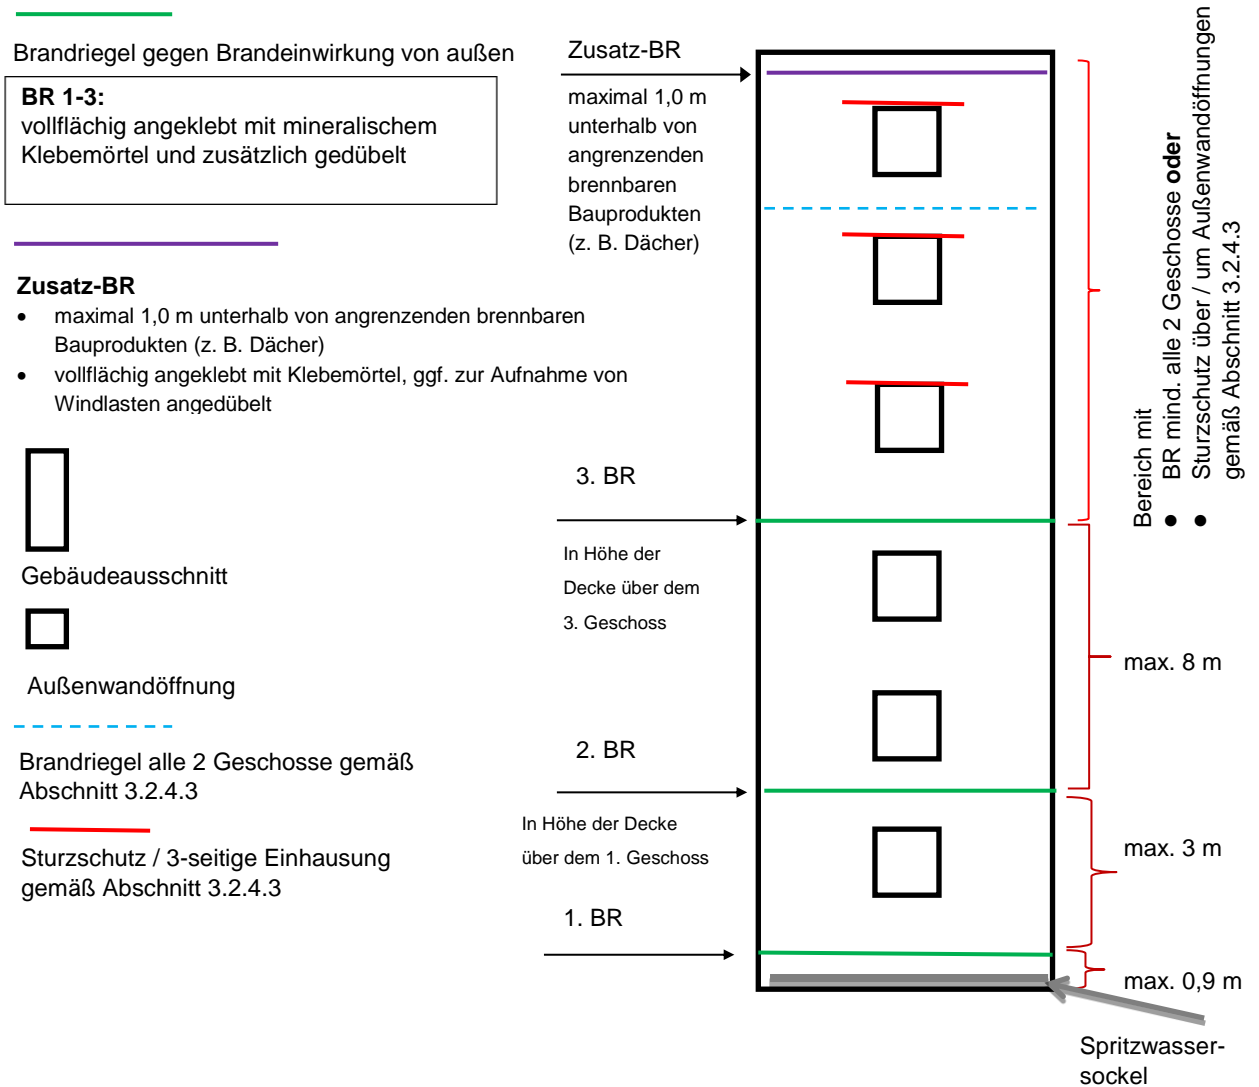 Brandriegel gegen Brandeinwirkung von außen
BR 1-3:
vollflächig angeklebt mit mineralischem
Klebemörtel und zusätzlich gedübelt
Zusatz-BR
• maximal 1,0 m unterhalb von angrenzenden brennbaren
Bauprodukten (z. B. Dächer)
• vollflächig angeklebt mit Klebemörtel, ggf. zur Aufnahme von
Windlasten angedübelt
Gebäudeausschnitt
Außenwandöffnung
Brandriegel alle 2 Geschosse gemäß
Abschnitt 3.2.4.3
Sturzschutz / 3-seitige Einhausung
gemäß Abschnitt 3.2.4.3
Zusatz-BR
maximal 1,0 m
unterhalb von
angrenzenden
brennbaren
Bauprodukten
(z. B. Dächer)
3. BR
In Höhe der
Decke über dem
3. Geschoss
2. BR
In Höhe der Decke
über dem 1. Geschoss
1. BR
Bereich mit
• BR mind. alle 2 Geschosse oder
• Sturzschutz über / um Außenwandöffnungen
gemäß Abschnitt 3.2.4.3
max. 8 m
max. 3 m
max. 0,9 m
Spritzwasser-
sockel